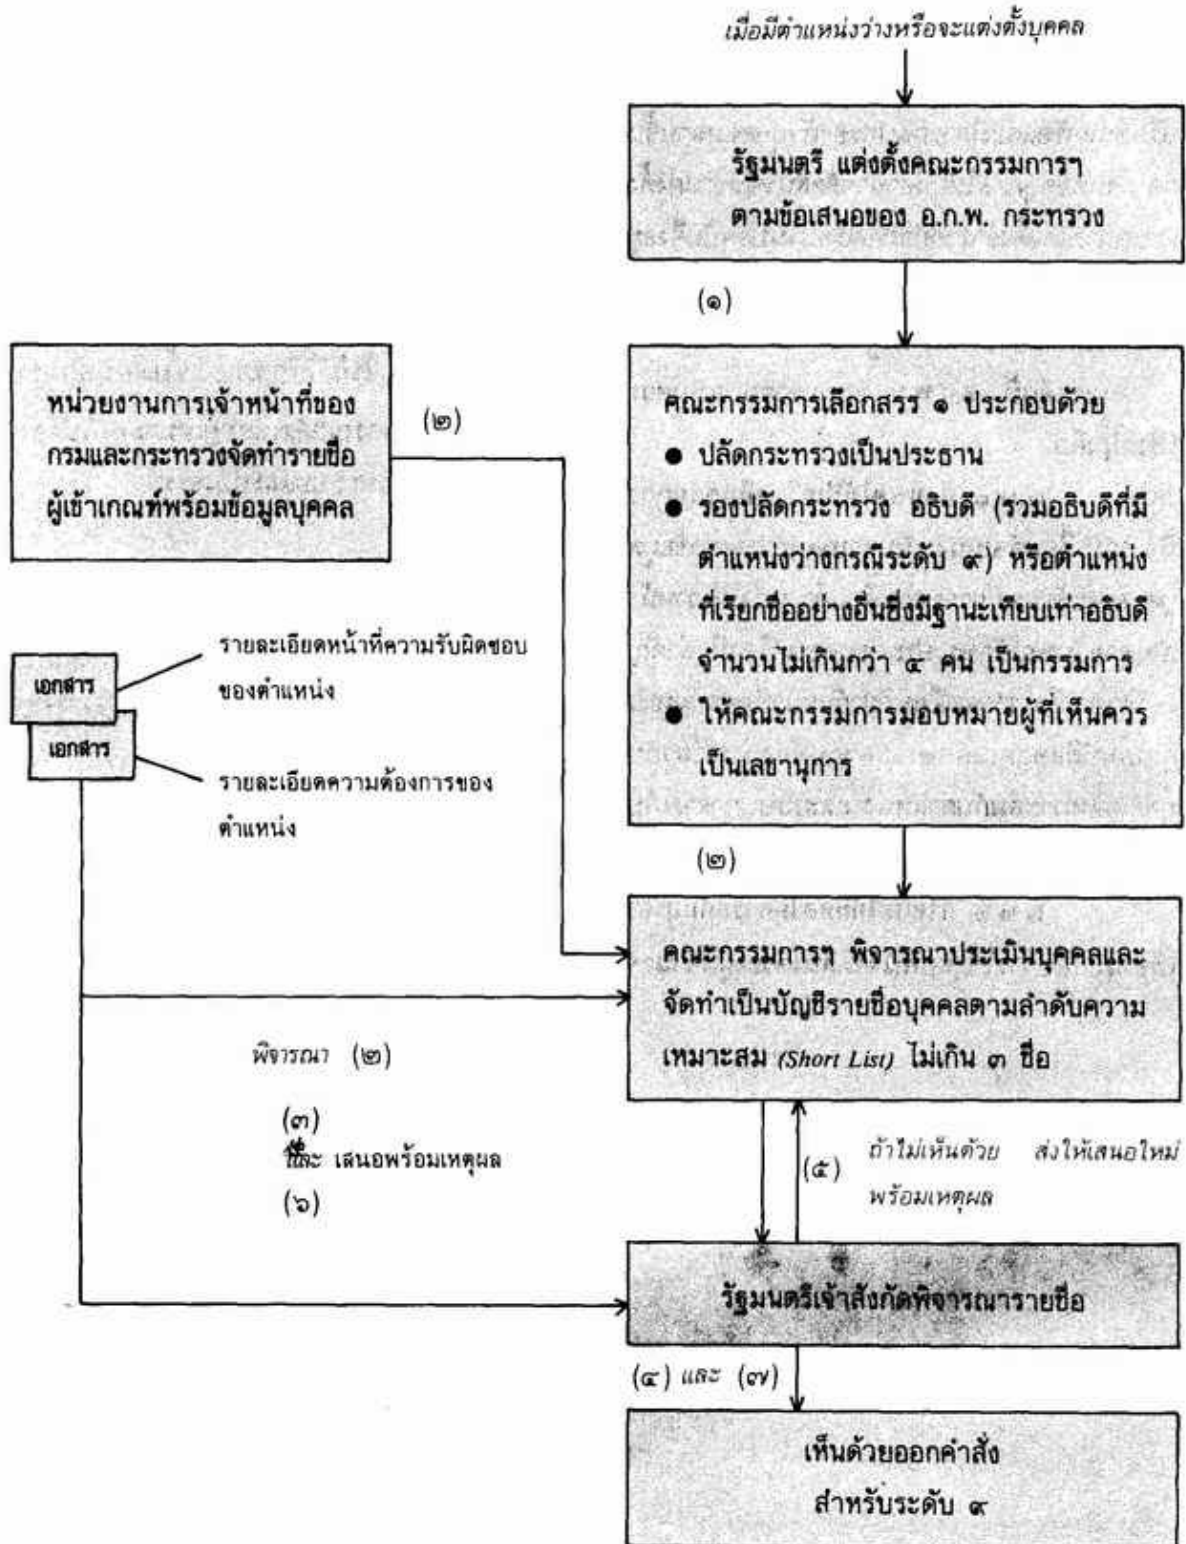 เมื่อมีตำแหน่งว่างหรือจะแต่งตั้งบุคคล
รัฐมนตรี แต่งตั้งคณะกรรมการฯ
ตามข้อเสนอของ อ.ก.พ. กระทรวง
(๑)
หน่วยงานการเจ้าหน้าที่ของ
กรมและกระทรวงจัดทำรายชื่อ
ผู้เข้าเกณฑ์พร้อมข้อมูลบุคคล
(๒)
คณะกรรมการเลือกสรร ๑ ประกอบด้วย
● ปลัดกระทรวงเป็นประธาน
● รองปลัดกระทรวง อธิบดี (รวมอธิบดีที่มี
ตำแหน่งว่างกรณีระดับ ๙) หรือตำแหน่ง
ที่เรียกชื่ออย่างอื่นซึ่งมีฐานะเทียบเท่าอธิบดี
จำนวนไม่เกินกว่า ๕ คน เป็นกรรมการ
● ให้คณะกรรมการมอบหมายผู้ที่เห็นควร
เป็นเลขานุการ
เอกสาร
รายละเอียดหน้าที่ความรับผิดชอบ
ของตำแหน่ง
เอกสาร
รายละเอียดความต้องการของ
ตำแหน่ง
(๒)
คณะกรรมการฯ พิจารณาประเมินบุคคลและ
จัดทำเป็นบัญชีรายชื่อบุคคลตามลำดับความ
เหมาะสม (Short List) ไม่เกิน ๓ ชื่อ
พิจารณา (๒)
(๓)
และ เสนอพร้อมเหตุผล
(๖)
(๕)
ถ้าไม่เห็นด้วย ส่งให้เสนอใหม่
พร้อมเหตุผล
รัฐมนตรีเจ้าสังกัดพิจารณารายชื่อ
(๔) และ (๗)
เห็นด้วยออกคำสั่ง
สำหรับระดับ ๙